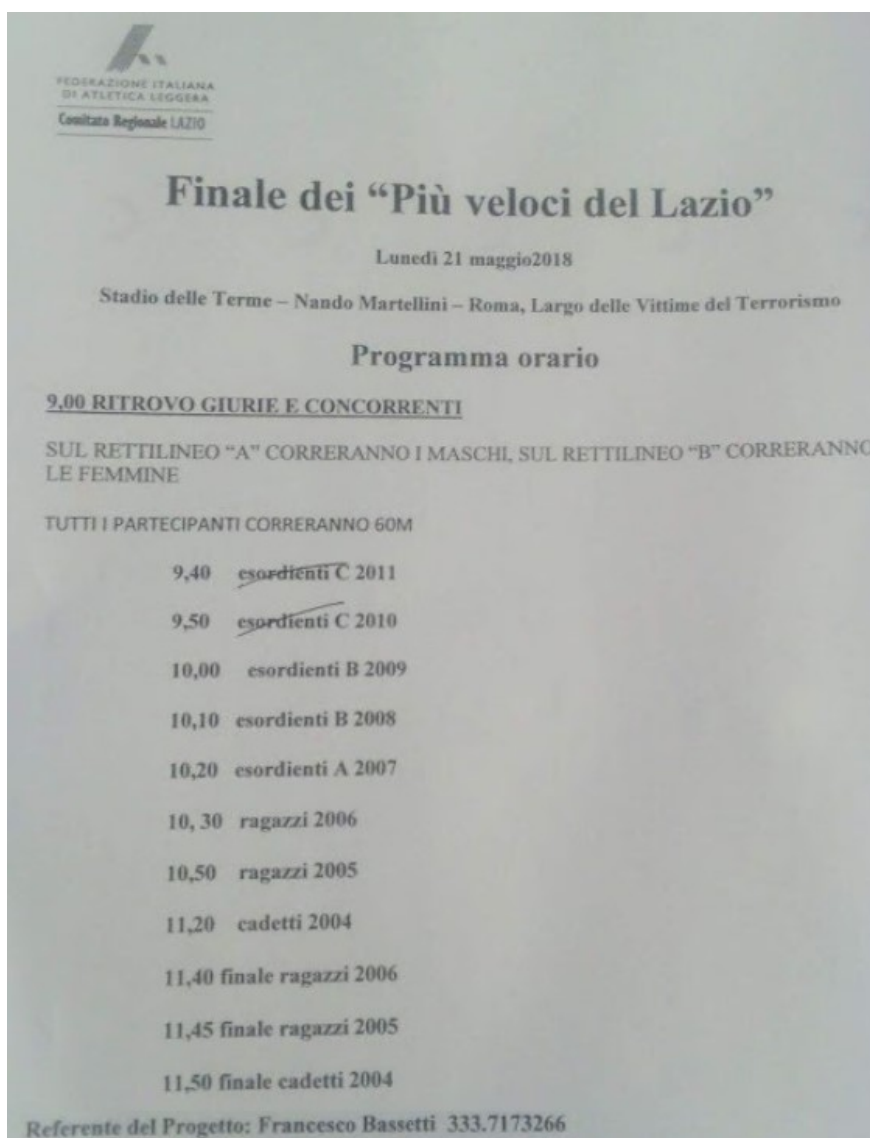 FEDERAZIONE ITALIANA
DI ATLETICA LEGGERA
Comitato Regionale LAZIO
Finale dei “Più veloci del Lazio”
Lunedì 21 maggio2018
Stadio delle Terme – Nando Martellini – Roma, Largo delle Vittime del Terrorismo
Programma orario
9,00 RITROVO GIURIE E CONCORRENTI
SUL RETTILINEO “A” CORRERANNO I MASCHI, SUL RETTILINEO “B” CORRERANNO
LE FEMMINE
TUTTI I PARTECIPANTI CORRERANNO 60M
9,40 esordienti C 2011
9,50 esordienti C 2010
10,00 esordienti B 2009
10,10 esordienti B 2008
10,20 esordienti A 2007
10, 30 ragazzi 2006
10,50 ragazzi 2005
11,20 cadetti 2004
11,40 finale ragazzi 2006
11,45 finale ragazzi 2005
11,50 finale cadetti 2004
Referente del Progetto: Francesco Bassetti 333.7173266